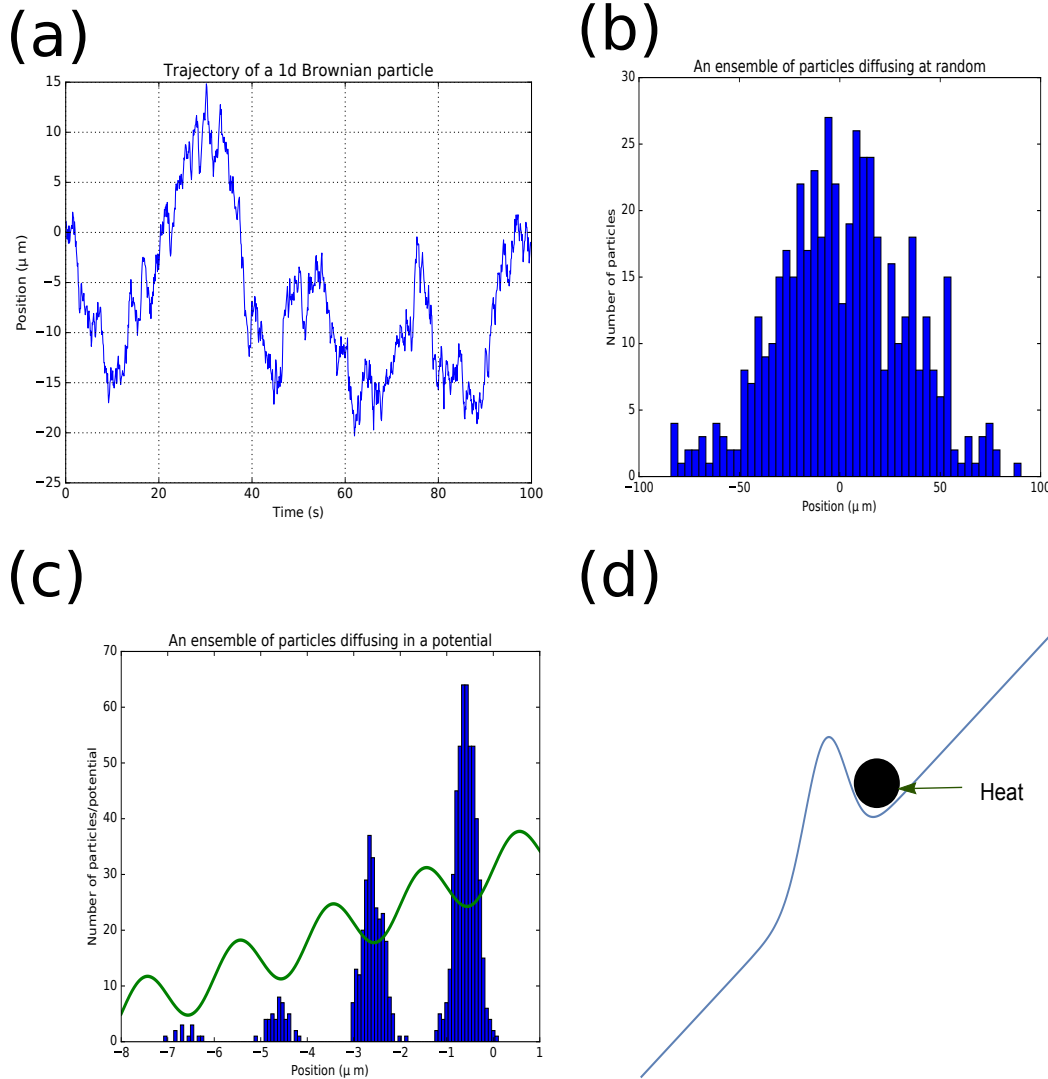 (a)
Trajectory of a 1d Brownian particle
15
10
5
0
−5
−10
−15
−20
−25
Position (μ m)
0 20 40 60 80 100
Time (s)
(b)
An ensemble of particles diffusing at random
30
25
20
15
10
5
0
Number of particles
−100 −50 0 50 100
Position (μ m)
(c)
An ensemble of particles diffusing in a potential
70
60
50
40
30
20
10
0
Number of particles/potential
−8 −7 −6 −5 −4 −3 −2 −1 0 1
Position (μ m)
(d)
Heat